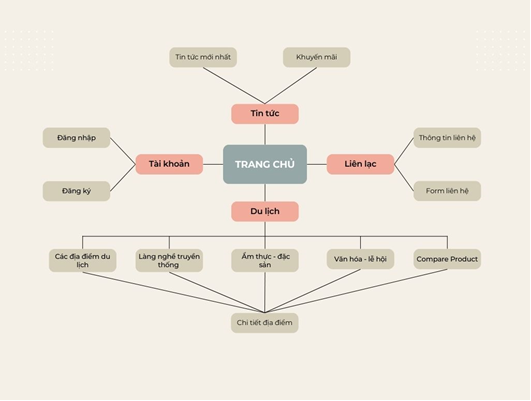 Tin tức mới nhất
Khuyến mãi
Tin tức
Đăng nhập
Thông tin liên hệ
Tài khoản
TRANG CHỦ
Liên lạc
Đăng ký
Form liên hệ
Du lịch
Các địa điểm du
lịch
Làng nghề truyền
thống
Ẩm thực - đặc
sản
Văn hóa - lễ hội
Compare Product
Chi tiết địa điểm